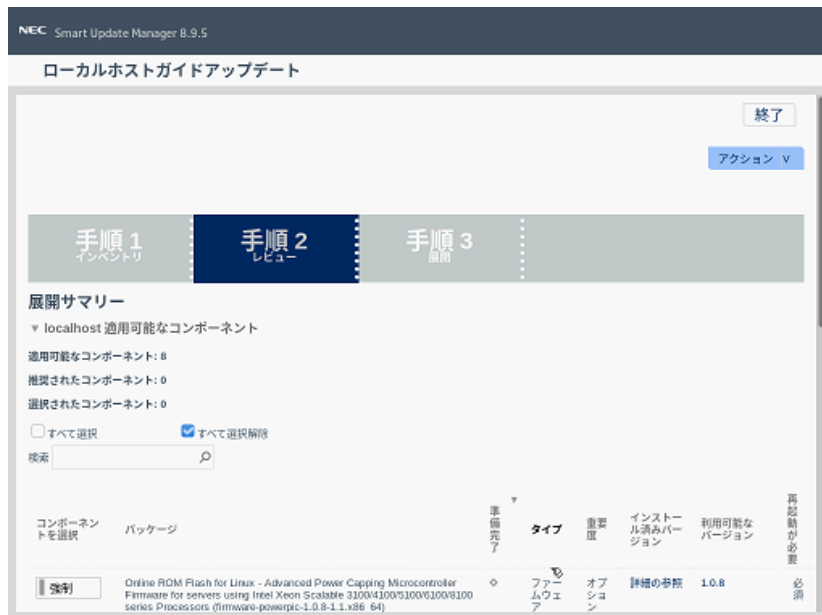 NEC Smart Update Manager 8.9.5
ローカルホストガイドアップデート
終了
アクション ∨
手順 1
インベントリ
手順 2
レビュー
手順 3
展開
展開サマリー
▼ localhost 適用可能なコンポーネント
適用可能なコンポーネント: 8
推奨されたコンポーネント: 0
選択されたコンポーネント: 0
すべて選択
すべて選択解除
検索
コンポーネン
トを選択
パッケージ
準備完了
▼
タイプ
重要
度
インストー
ル済みバー
ジョン
利用可能な
バージョン
再起動が必要
強制
Online ROM Flash for Linux - Advanced Power Capping Microcontroller
Firmware for servers using Intel Xeon Scalable 3100/4100/5100/6100/8100
series Processors (firmware-powerpic-1.0.8-1.1.x86_64)
ファー
ムウェ
ア
オプ
ショ
ン
詳細の参照
1.0.8
必
須